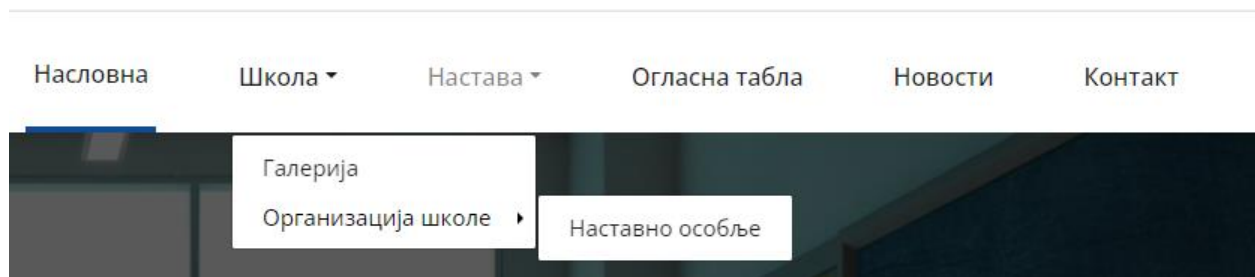 Насловна Школа Настава Огласна табла Новости Контакт
Галерија
Организација школе
Наставно особље